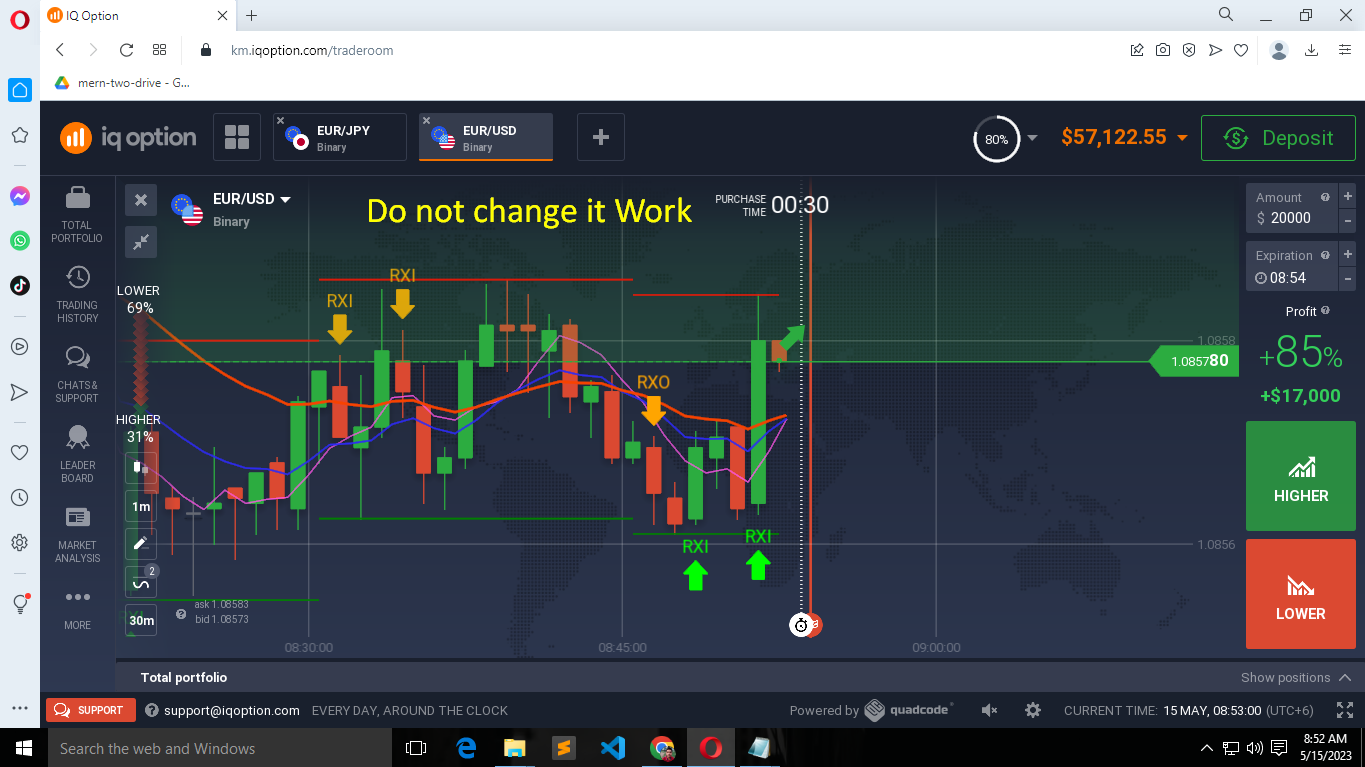 IQ Option
km.iqoption.com/traderoom
mern-two-drive - G...
iq option
EUR/JPY
Binary
EUR/USD
Binary
80%
$57,122.55
Deposit
TOTAL
PORTFOLIO
TRADING
HISTORY
CHATS &
SUPPORT
LEADER
BOARD
MARKET
ANALYSIS
MORE
EUR/USD
Binary
Do not change it Work
PURCHASE
TIME
00:30
LOWER
69%
HIGHER
31%
1m
2
30m
RXI
RXI
RXO
RXI
RXI
ask 1.08583
bid 1.08573
1.0858
1.085780
1.0856
08:30:00
08:45:00
09:00:00
Amount
$ 20000
+
-
Expiration
08:54
+
-
Profit
+85%
+$17,000
HIGHER
LOWER
Total portfolio
Show positions
SUPPORT
support@iqoption.com
EVERY DAY, AROUND THE CLOCK
Powered by quadcode
CURRENT TIME: 15 MAY, 08:53:00 (UTC+6)
Search the web and Windows
8:52 AM
5/15/2023